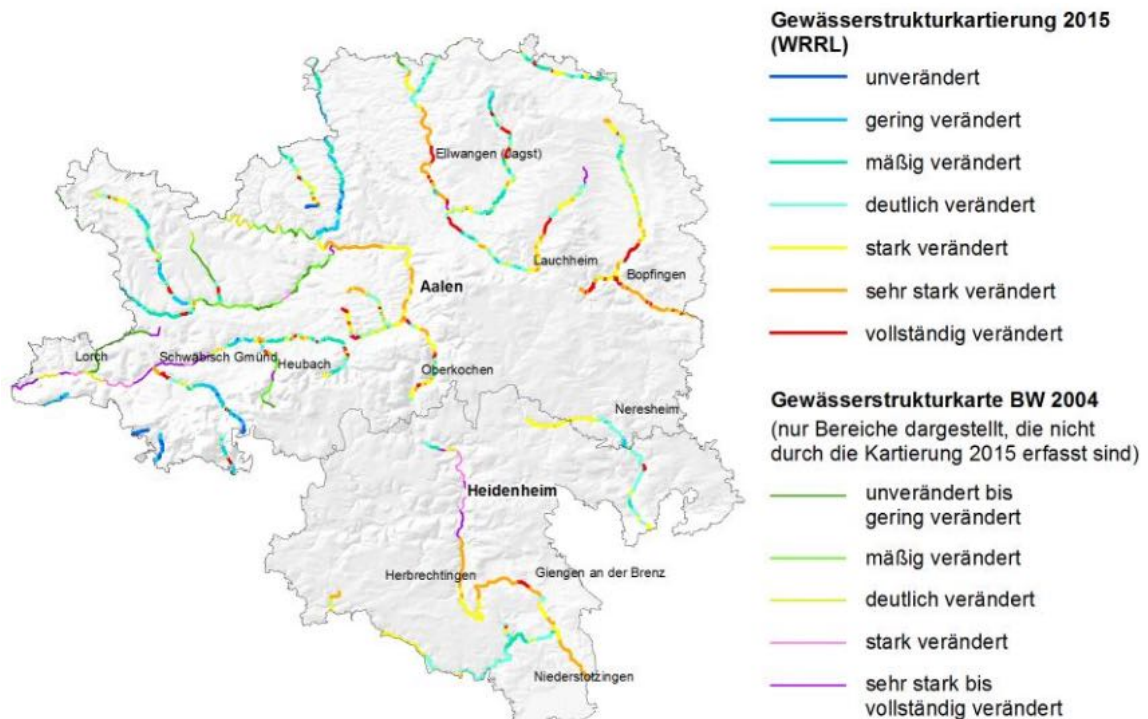 Gewässerstrukturkartierung 2015
(WRRL)
unverändert
gering verändert
mäßig verändert
deutlich verändert
stark verändert
sehr stark verändert
vollständig verändert
Gewässerstrukturkarte BW 2004
(nur Bereiche dargestellt, die nicht
durch die Kartierung 2015 erfasst sind)
unverändert bis
gering verändert
mäßig verändert
deutlich verändert
stark verändert
sehr stark bis
vollständig verändert
Ellwangen (Jagst)
Lauchheim
Bopfingen
Aalen
Lorch
Schwäbisch Gmünd
Heubach
Oberkochen
Neresheim
Heidenheim
Herbrechtingen
Giengen an der Brenz
Niederstotzingen